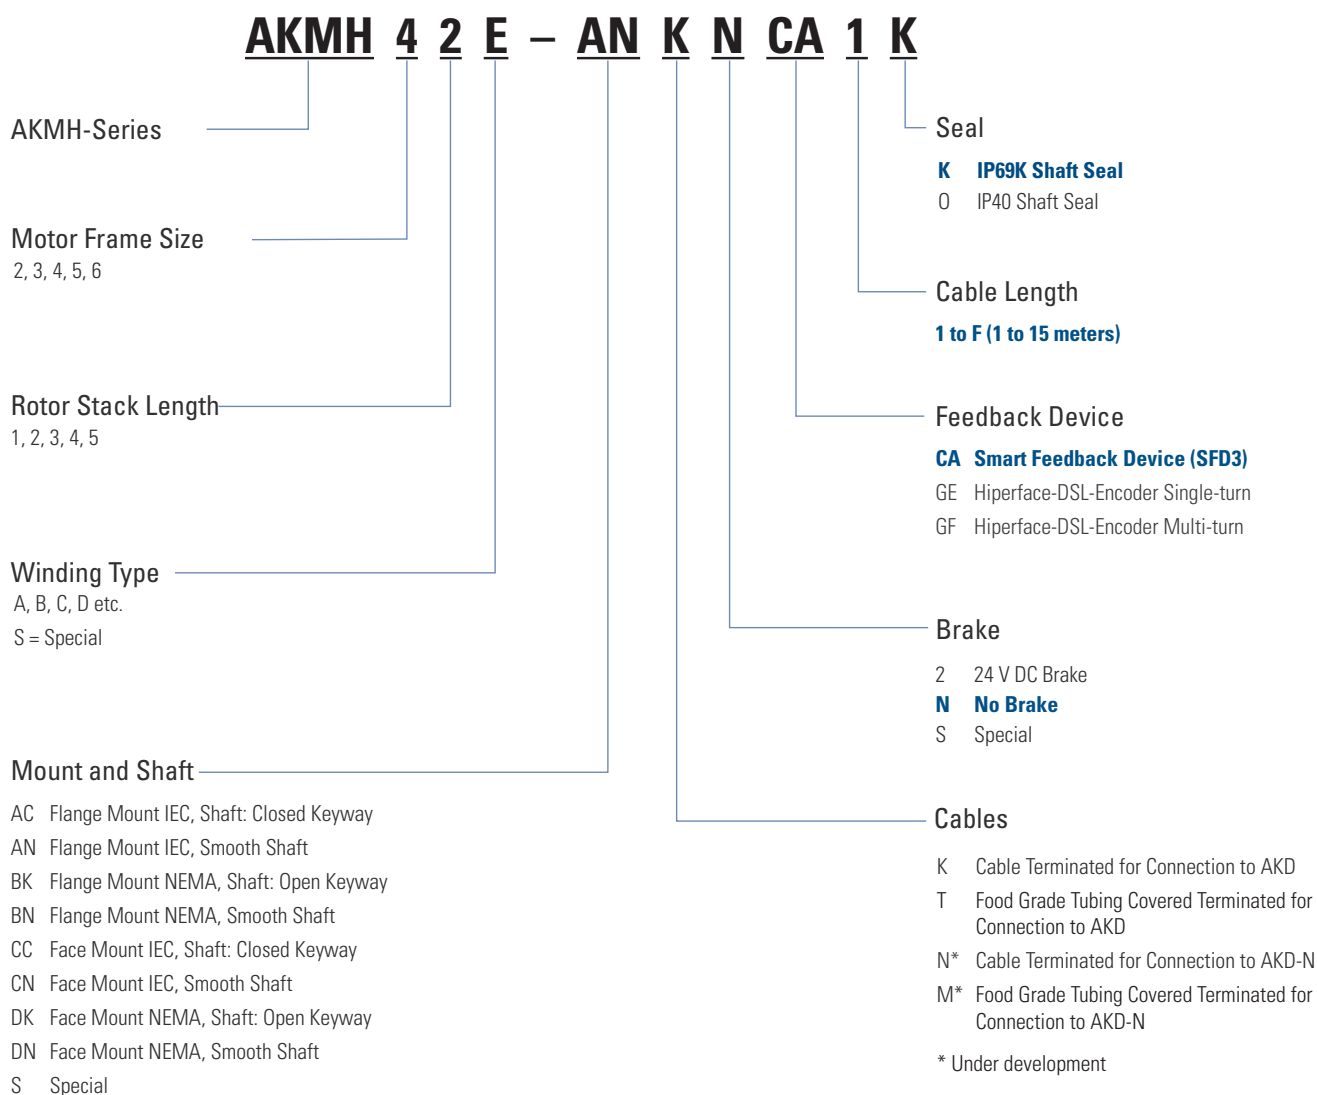 AKMH 4 2 E – AN K N CA 1 K
AKMH-Series
Motor Frame Size
2, 3, 4, 5, 6
Rotor Stack Length
1, 2, 3, 4, 5
Winding Type
A, B, C, D etc.
S = Special
Mount and Shaft
AC Flange Mount IEC, Shaft: Closed Keyway
AN Flange Mount IEC, Smooth Shaft
BK Flange Mount NEMA, Shaft: Open Keyway
BN Flange Mount NEMA, Smooth Shaft
CC Face Mount IEC, Shaft: Closed Keyway
CN Face Mount IEC, Smooth Shaft
DK Face Mount NEMA, Shaft: Open Keyway
DN Face Mount NEMA, Smooth Shaft
S Special
Seal
K IP69K Shaft Seal
O IP40 Shaft Seal
Cable Length
1 to F (1 to 15 meters)
Feedback Device
CA Smart Feedback Device (SFD3)
GE Hiperface-DSL-Encoder Single-turn
GF Hiperface-DSL-Encoder Multi-turn
Brake
2 24 V DC Brake
N No Brake
S Special
Cables
K Cable Terminated for Connection to AKD
T Food Grade Tubing Covered Terminated for
Connection to AKD
N* Cable Terminated for Connection to AKD-N
M* Food Grade Tubing Covered Terminated for
Connection to AKD-N
* Under development